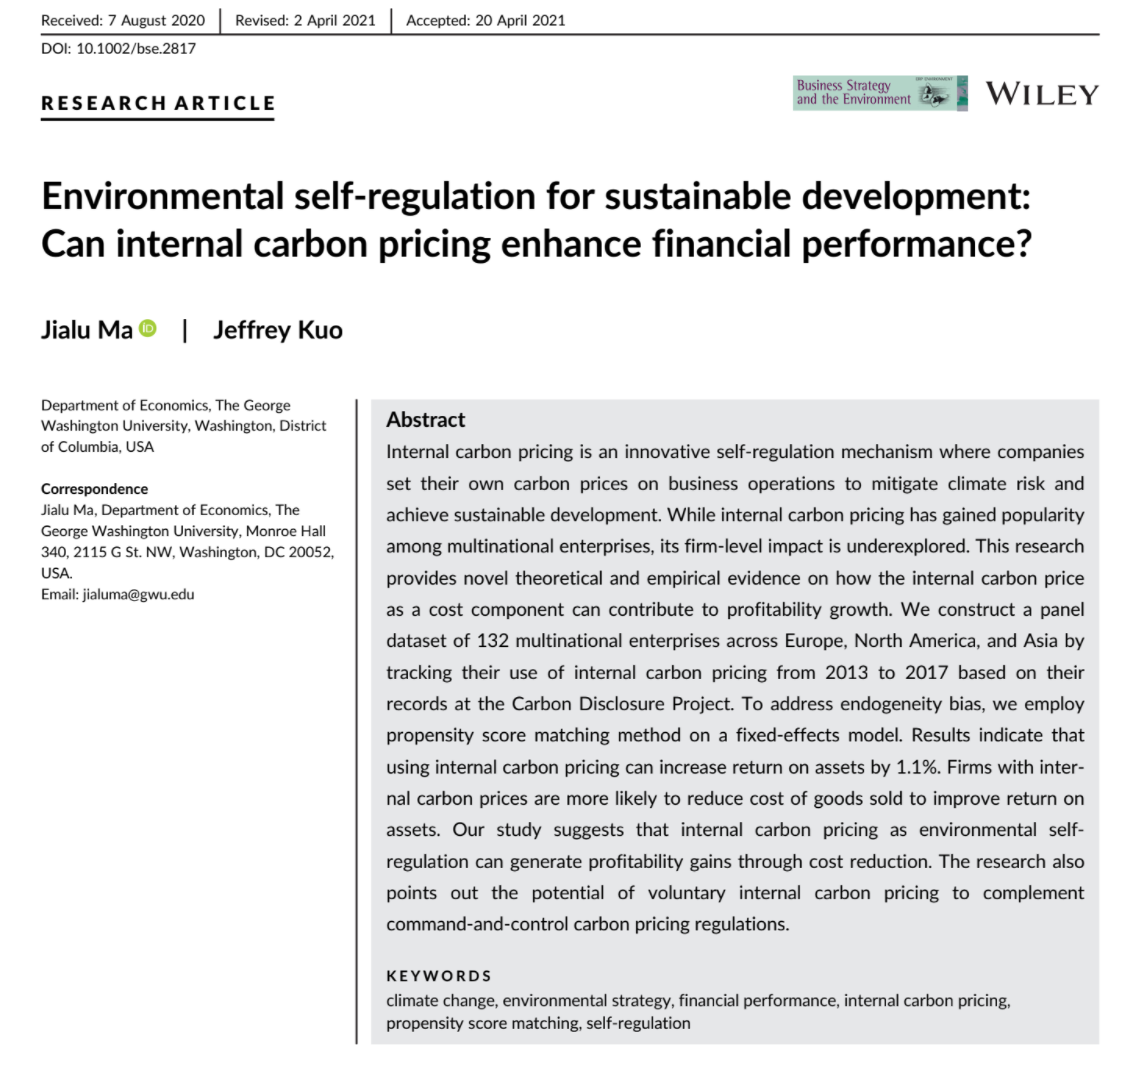 Received: 7 August 2020 | Revised: 2 April 2021 | Accepted: 20 April 2021
DOI: 10.1002/bse.2817
RESEARCH ARTICLE
Business Strategy
and the Environment
ERP ENVIRONMENT
WILEY
Environmental self-regulation for sustainable development:
Can internal carbon pricing enhance financial performance?
Jialu Ma iD | Jeffrey Kuo
Department of Economics, The George
Washington University, Washington, District
of Columbia, USA
Correspondence
Jialu Ma, Department of Economics, The
George Washington University, Monroe Hall
340, 2115 G St. NW, Washington, DC 20052,
USA.
Email: jialuma@gwu.edu
Abstract
Internal carbon pricing is an innovative self-regulation mechanism where companies
set their own carbon prices on business operations to mitigate climate risk and
achieve sustainable development. While internal carbon pricing has gained popularity
among multinational enterprises, its firm-level impact is underexplored. This research
provides novel theoretical and empirical evidence on how the internal carbon price
as a cost component can contribute to profitability growth. We construct a panel
dataset of 132 multinational enterprises across Europe, North America, and Asia by
tracking their use of internal carbon pricing from 2013 to 2017 based on their
records at the Carbon Disclosure Project. To address endogeneity bias, we employ
propensity score matching method on a fixed-effects model. Results indicate that
using internal carbon pricing can increase return on assets by 1.1%. Firms with inter-
nal carbon prices are more likely to reduce cost of goods sold to improve return on
assets. Our study suggests that internal carbon pricing as environmental self-
regulation can generate profitability gains through cost reduction. The research also
points out the potential of voluntary internal carbon pricing to complement
command-and-control carbon pricing regulations.
KEYWORDS
climate change, environmental strategy, financial performance, internal carbon pricing,
propensity score matching, self-regulation